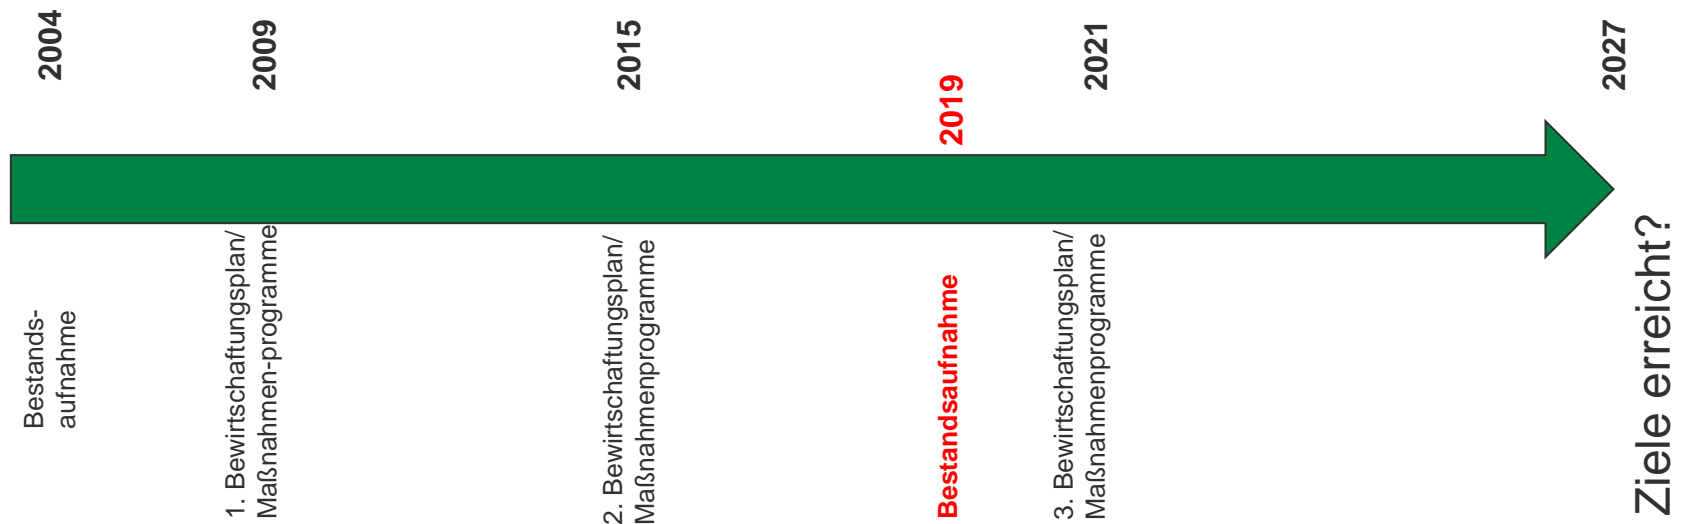 2004
2009
2015
2019
2021
2027
Bestands-
aufnahme
1. Bewirtschaftungsplan/
Maßnahmen-programme
2. Bewirtschaftungsplan/
Maßnahmenprogramme
Bestandsaufnahme
3. Bewirtschaftungsplan/
Maßnahmenprogramme
Ziele erreicht?